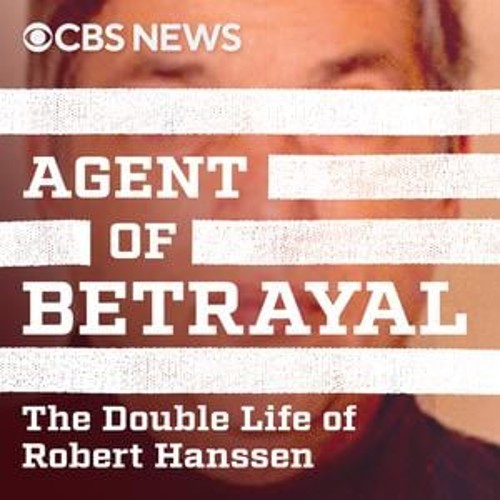 CBS NEWS
AGENT
OF
BETRAYAL
The Double Life of
Robert Hanssen